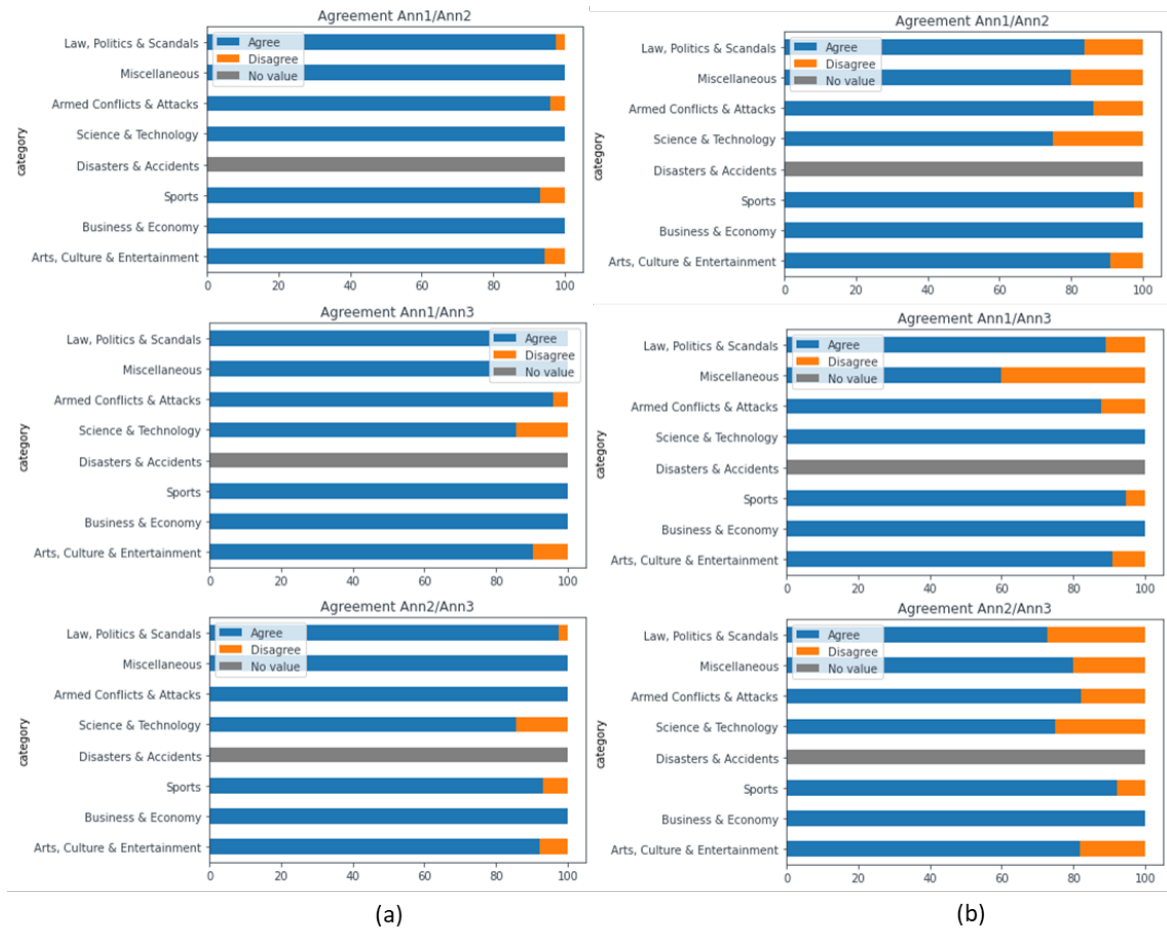 Agreement Ann1/Ann2
Law, Politics & Scandals
Miscellaneous
Armed Conflicts & Attacks
Science & Technology
Disasters & Accidents
Sports
Business & Economy
Arts, Culture & Entertainment
category
Agree
Disagree
No value
0 20 40 60 80 100
Agreement Ann1/Ann3
Law, Politics & Scandals
Miscellaneous
Armed Conflicts & Attacks
Science & Technology
Disasters & Accidents
Sports
Business & Economy
Arts, Culture & Entertainment
category
Agree
Disagree
No value
0 20 40 60 80 100
Agreement Ann2/Ann3
Law, Politics & Scandals
Miscellaneous
Armed Conflicts & Attacks
Science & Technology
Disasters & Accidents
Sports
Business & Economy
Arts, Culture & Entertainment
category
Agree
Disagree
No value
0 20 40 60 80 100
(a)
Agreement Ann1/Ann2
Law, Politics & Scandals
Miscellaneous
Armed Conflicts & Attacks
Science & Technology
Disasters & Accidents
Sports
Business & Economy
Arts, Culture & Entertainment
category
Agree
Disagree
No value
0 20 40 60 80 100
Agreement Ann1/Ann3
Law, Politics & Scandals
Miscellaneous
Armed Conflicts & Attacks
Science & Technology
Disasters & Accidents
Sports
Business & Economy
Arts, Culture & Entertainment
category
Agree
Disagree
No value
0 20 40 60 80 100
Agreement Ann2/Ann3
Law, Politics & Scandals
Miscellaneous
Armed Conflicts & Attacks
Science & Technology
Disasters & Accidents
Sports
Business & Economy
Arts, Culture & Entertainment
category
Agree
Disagree
No value
0 20 40 60 80 100
(b)